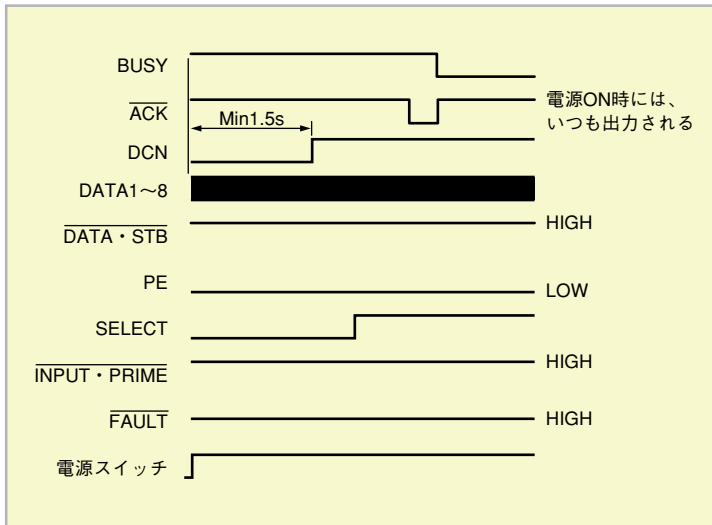 BUSY
ACK
電源ON時には、
いつも出力される
Min1.5s
DCN
DATA1～8
DATA・STB
HIGH
PE
LOW
SELECT
INPUT・PRIME
HIGH
FAULT
HIGH
電源スイッチ